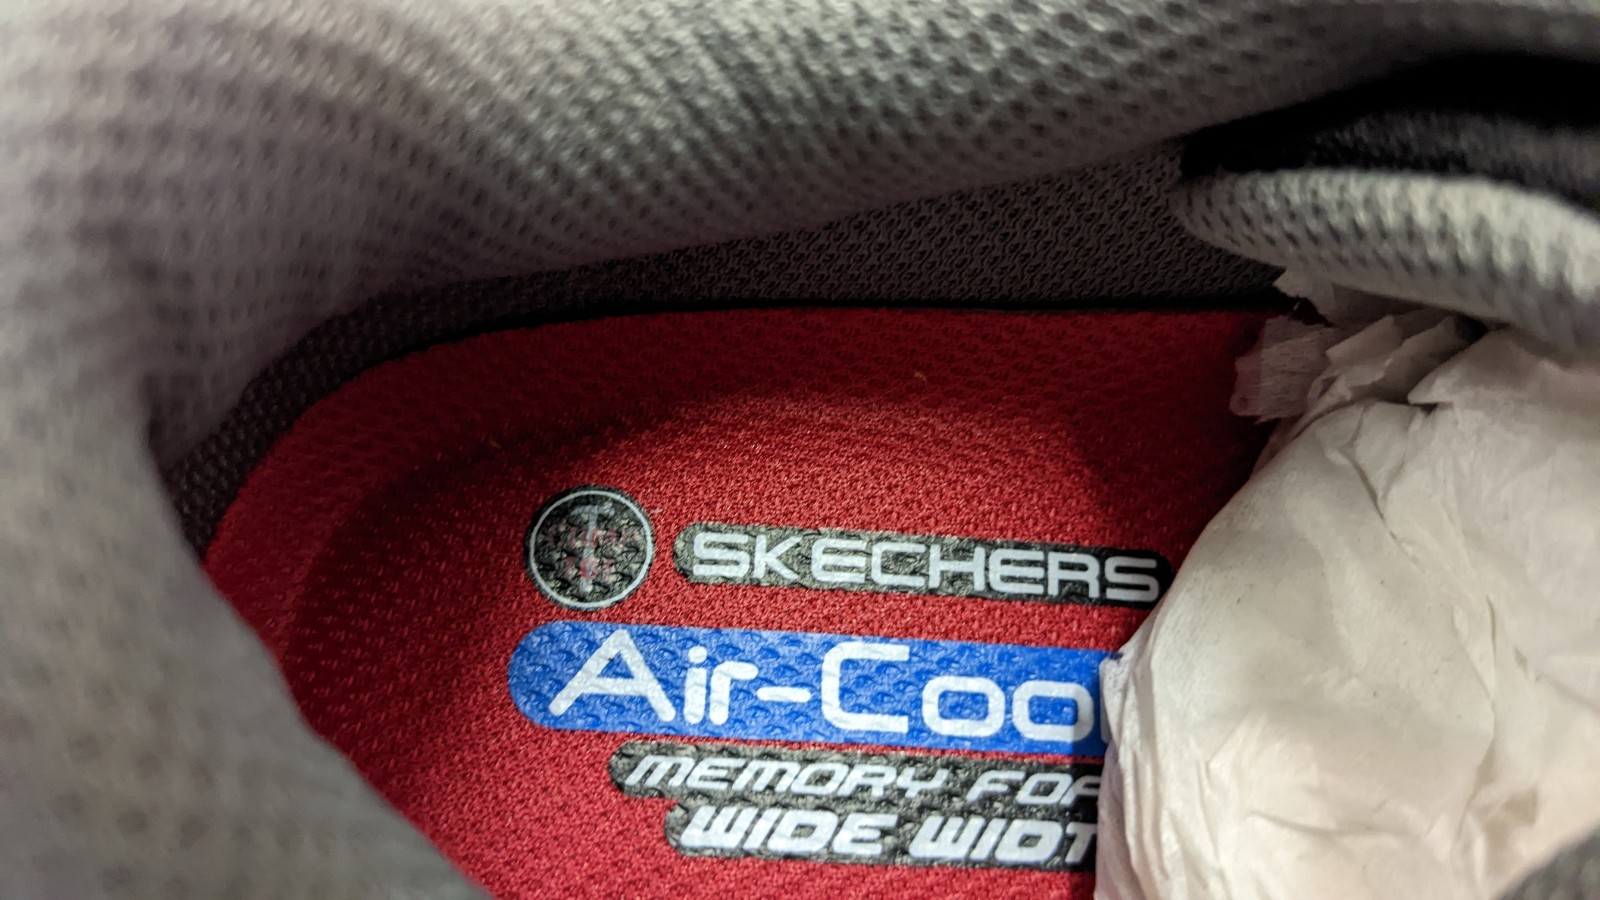 SKECHERS
Air-Coo
MEMORY FOA
WIDE WIDT